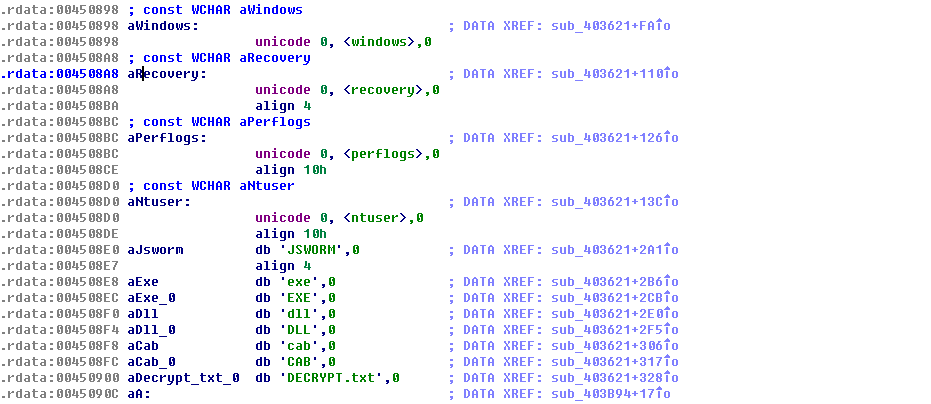 .rdata:00450898 ; const WCHAR aWindows
.rdata:00450898 aWindows: ; DATA XREF: sub_403621+FA↑o
.rdata:00450898 unicode 0, <windows>,0
.rdata:004508A8 ; const WCHAR aRecovery
.rdata:004508A8 aRecovery: ; DATA XREF: sub_403621+110↑o
.rdata:004508A8 unicode 0, <recovery>,0
.rdata:004508BA align 4
.rdata:004508BC ; const WCHAR aPerflogs
.rdata:004508BC aPerflogs: ; DATA XREF: sub_403621+126↑o
.rdata:004508BC unicode 0, <perflogs>,0
.rdata:004508CE align 10h
.rdata:004508D0 ; const WCHAR aNtuser
.rdata:004508D0 aNtuser: ; DATA XREF: sub_403621+13C↑o
.rdata:004508D0 unicode 0, <ntuser>,0
.rdata:004508DE align 10h
.rdata:004508E0 aJsworm db 'JSWORM',0 ; DATA XREF: sub_403621+2A1↑o
.rdata:004508E7 align 4
.rdata:004508E8 aExe db 'exe',0 ; DATA XREF: sub_403621+2B6↑o
.rdata:004508EC aExe_0 db 'EXE',0 ; DATA XREF: sub_403621+2CB↑o
.rdata:004508F0 aDll db 'dll',0 ; DATA XREF: sub_403621+2E0↑o
.rdata:004508F4 aDll_0 db 'DLL',0 ; DATA XREF: sub_403621+2F5↑o
.rdata:004508F8 aCab db 'cab',0 ; DATA XREF: sub_403621+306↑o
.rdata:004508FC aCab_0 db 'CAB',0 ; DATA XREF: sub_403621+317↑o
.rdata:00450900 aDecrypt_txt_0 db 'DECRYPT.txt',0 ; DATA XREF: sub_403621+328↑o
.rdata:0045090C aA: ; DATA XREF: sub_403B94+17↑o